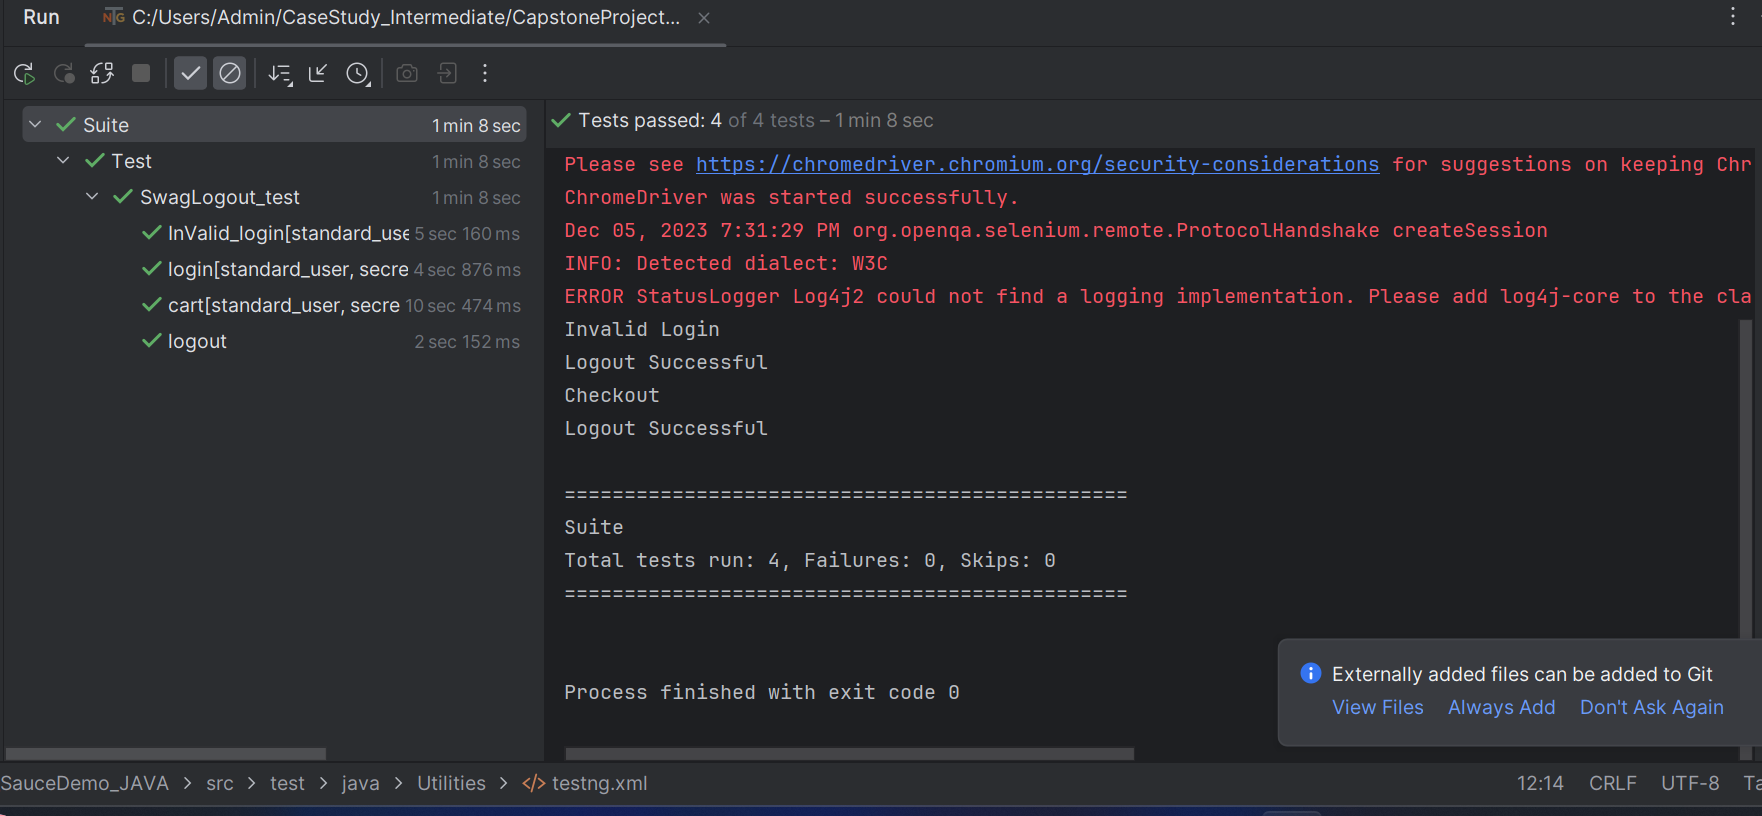 Run
C:/Users/Admin/CaseStudy_Intermediate/CapstoneProject...
Suite 1 min 8 sec
Test 1 min 8 sec
SwagLogout_test 1 min 8 sec
InValid_login[standard_use 5 sec 160 ms
login[standard_user, secre 4 sec 876 ms
cart[standard_user, secre 10 sec 474 ms
logout 2 sec 152 ms
Tests passed: 4 of 4 tests – 1 min 8 sec
Please see https://chromedriver.chromium.org/security-considerations for suggestions on keeping Chr
ChromeDriver was started successfully.
Dec 05, 2023 7:31:29 PM org.openqa.selenium.remote.ProtocolHandshake createSession
INFO: Detected dialect: W3C
ERROR StatusLogger Log4j2 could not find a logging implementation. Please add log4j-core to the cla
Invalid Login
Logout Successful
Checkout
Logout Successful
===============================================
Suite
Total tests run: 4, Failures: 0, Skips: 0
===============================================
Process finished with exit code 0
Externally added files can be added to Git
View Files Always Add Don't Ask Again
SauceDemo_JAVA > src > test > java > Utilities > </> testng.xml
12:14 CRLF UTF-8 Ta